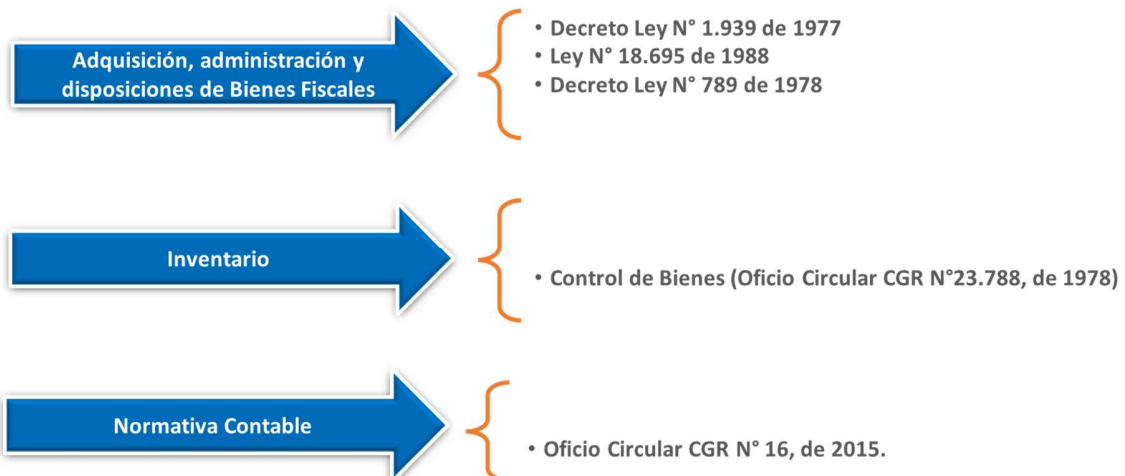 Adquisición, administración y
disposiciones de Bienes Fiscales
• Decreto Ley N° 1.939 de 1977
• Ley N° 18.695 de 1988
• Decreto Ley N° 789 de 1978
Inventario
• Control de Bienes (Oficio Circular CGR N°23.788, de 1978)
Normativa Contable
• Oficio Circular CGR N° 16, de 2015.